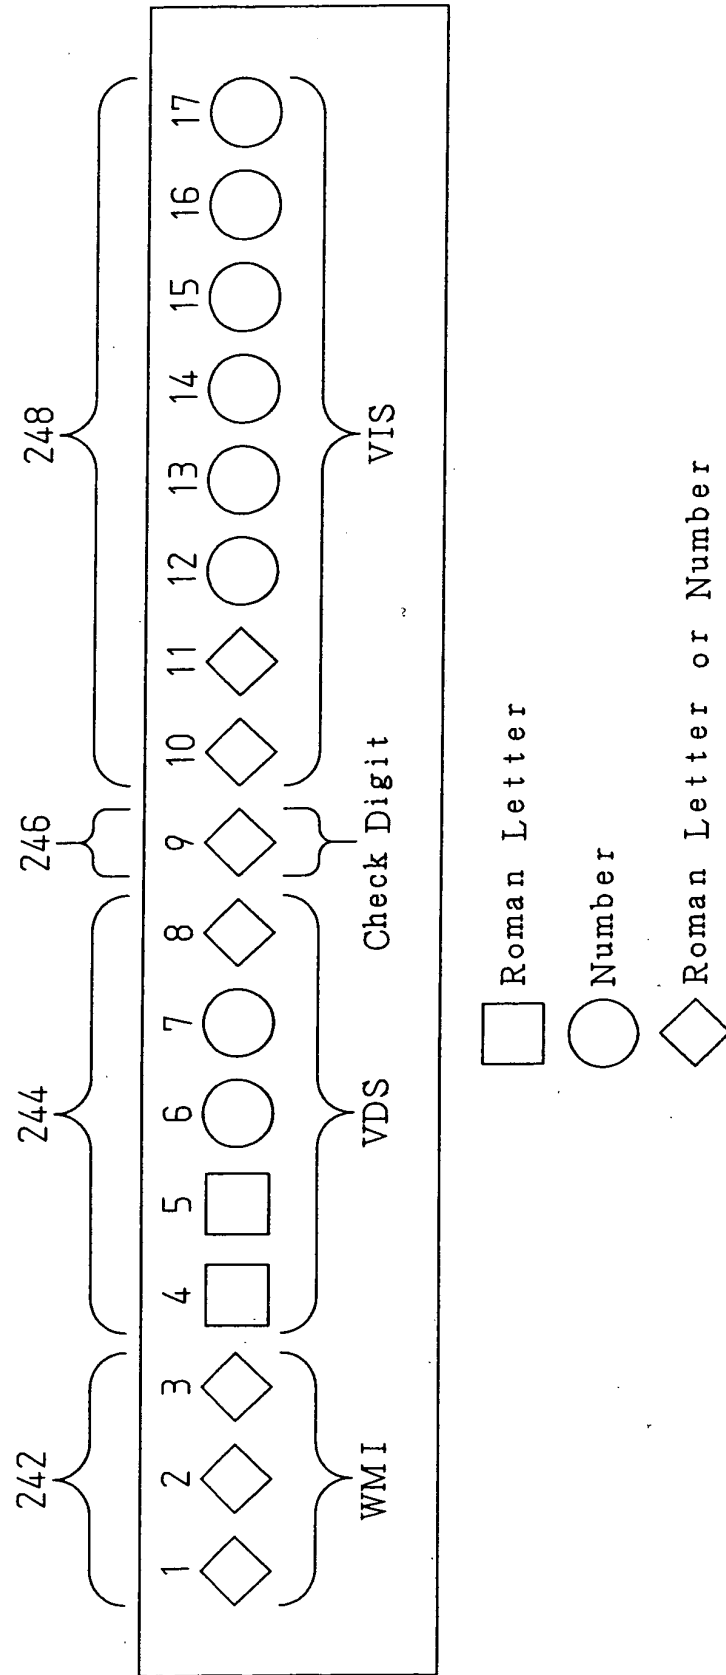 242 244 246 248
1 2 3 4 5 6 7 8 9 10 11 12 13 14 15 16 17
WMI VDS Check Digit VIS
Roman Letter
Number
Roman Letter or Number